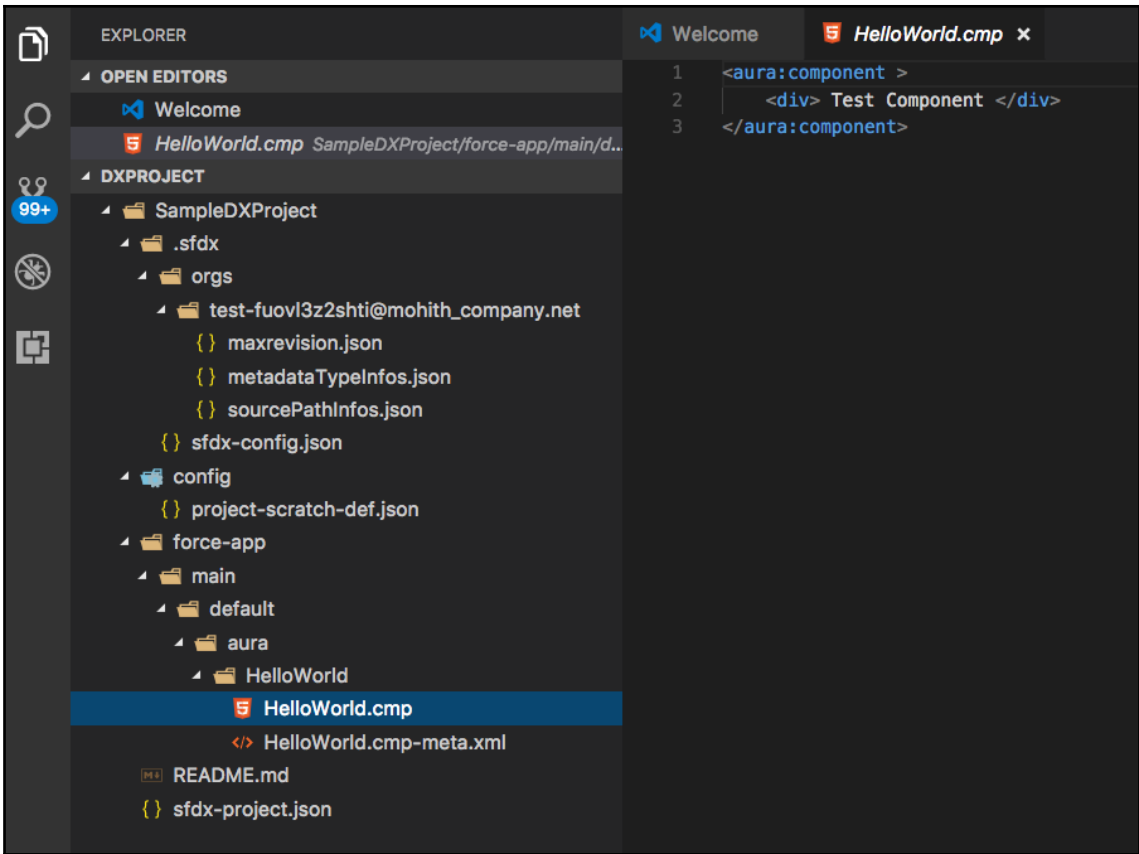 EXPLORER
OPEN EDITORS
Welcome
HelloWorld.cmp SampleDXProject/force-app/main/d...
DXPROJECT
SampleDXProject
.sfdx
orgs
test-fuovl3z2shti@mohith_company.net
{ } maxrevision.json
{ } metadataTypeInfos.json
{ } sourcePathInfos.json
{ } sfdx-config.json
config
{ } project-scratch-def.json
force-app
main
default
aura
HelloWorld
HelloWorld.cmp
</> HelloWorld.cmp-meta.xml
M↓ README.md
{ } sfdx-project.json
99+
Welcome
HelloWorld.cmp ×
1 <aura:component >
2 <div> Test Component </div>
3 </aura:component>